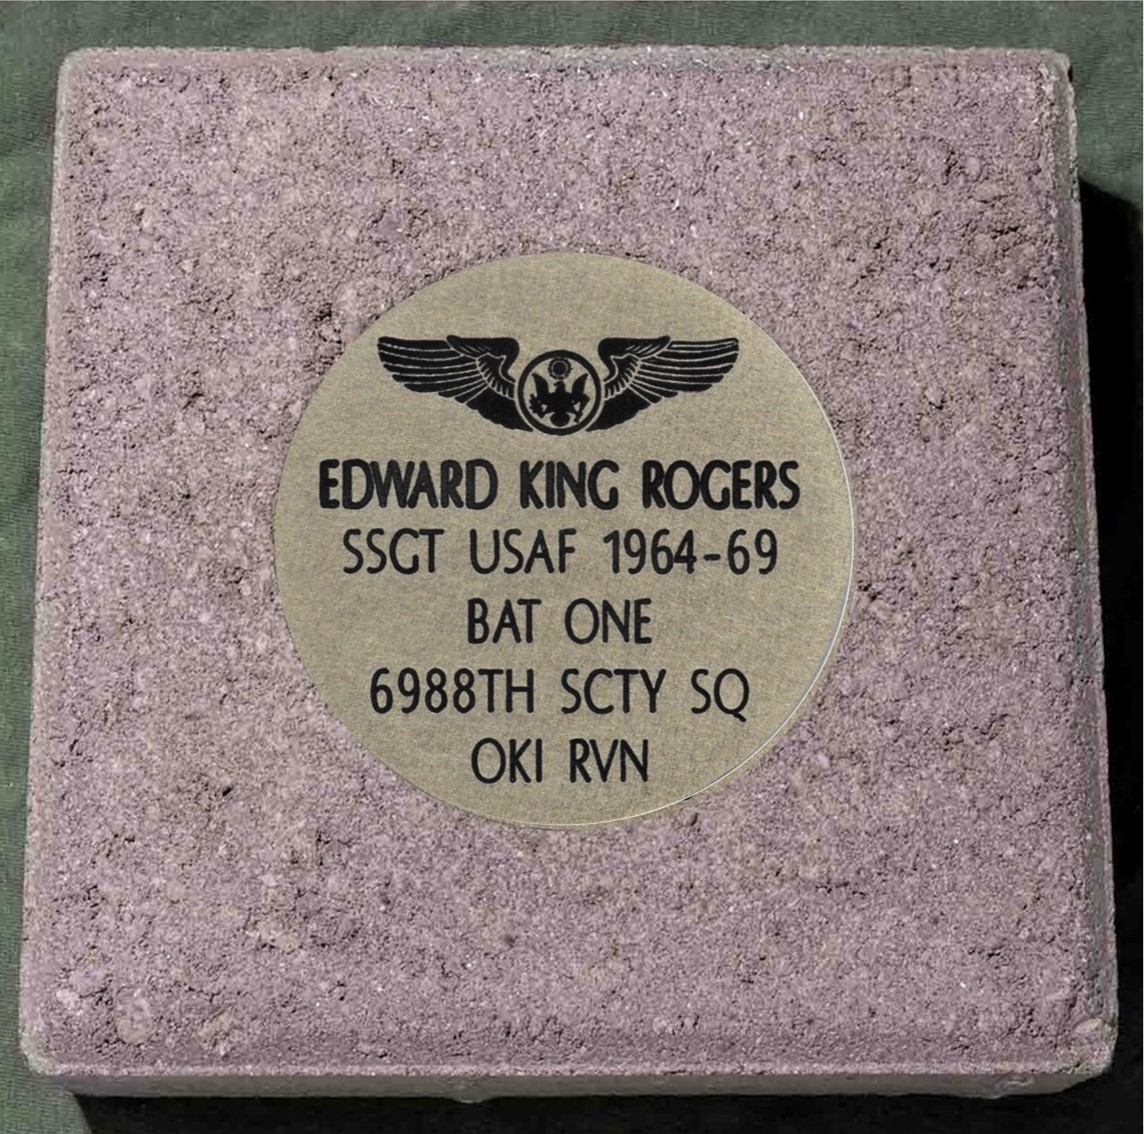 EDWARD KING ROGERS
SSGT USAF 1964-69
BAT ONE
6988TH SCTY SQ
OKI RVN